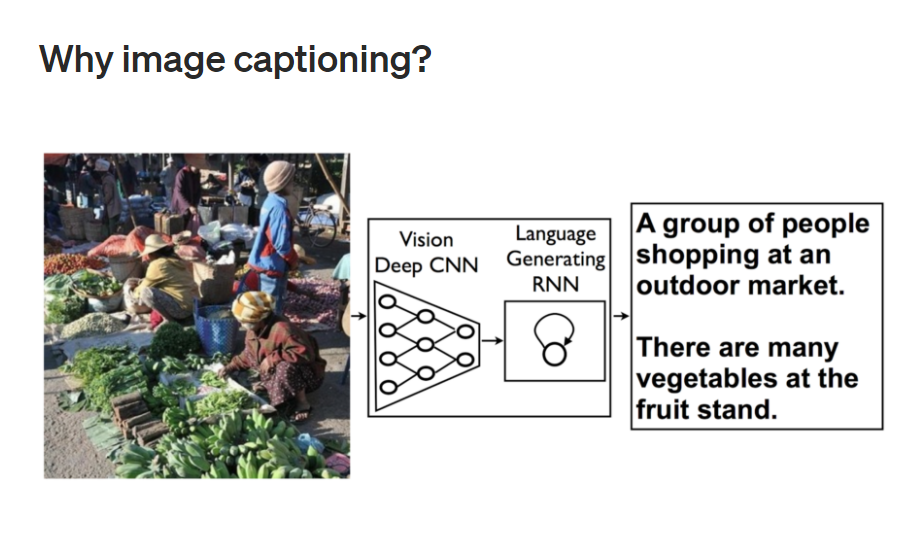 Why image captioning?
Vision
Deep CNN
Language
Generating
RNN
A group of people
shopping at an
outdoor market.
There are many
vegetables at the
fruit stand.